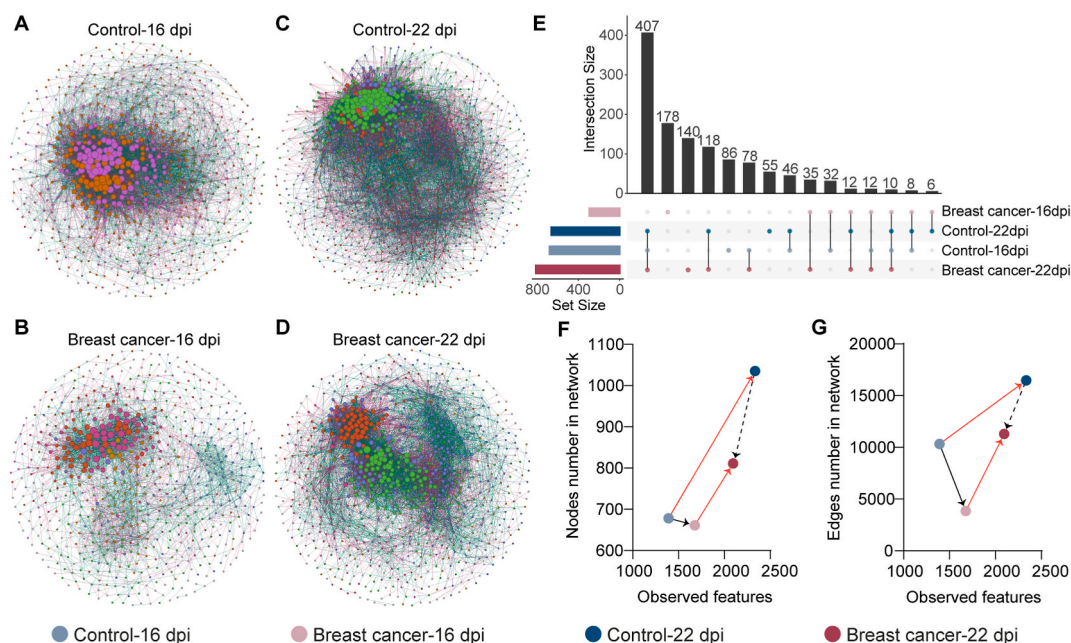 A
Control-16 dpi
C
Control-22 dpi
E
Intersection Size
400
300
200
100
0
407
178
140
118
86
78
55
46
35
32
12
12
10
8
6
Breast cancer-16dpi
Control-22dpi
Control-16dpi
Breast cancer-22dpi
800
400
0
Set Size
B
Breast cancer-16 dpi
D
Breast cancer-22 dpi
F
Nodes number in network
1100
1000
900
800
700
600
1000 1500 2000 2500
Observed features
G
Edges number in network
20000
15000
10000
5000
0
1000 1500 2000 2500
Observed features
Control-16 dpi
Breast cancer-16 dpi
Control-22 dpi
Breast cancer-22 dpi